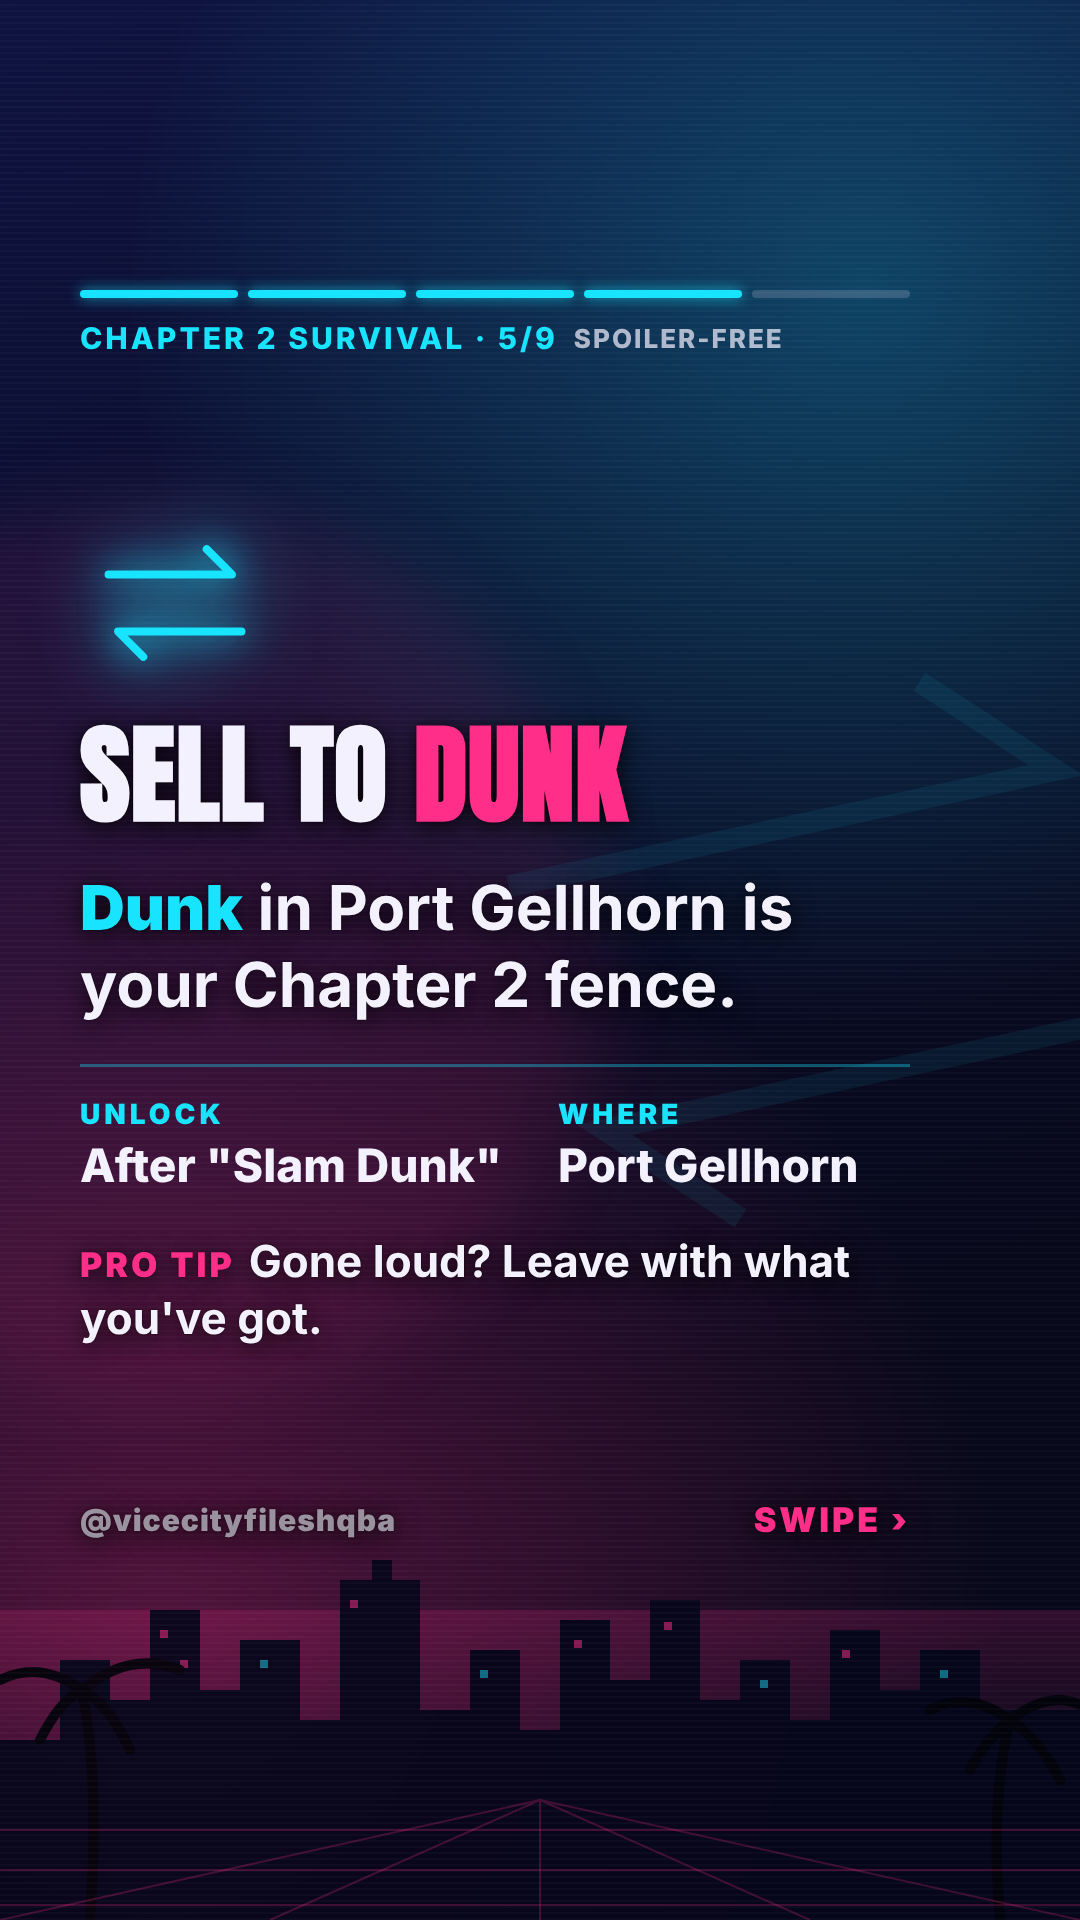 CHAPTER 2 SURVIVAL · 5/9 SPOILER-FREE
SELL TO DUNK
Dunk in Port Gellhorn is
your Chapter 2 fence.
UNLOCK WHERE
After "Slam Dunk" Port Gellhorn
PRO TIP Gone loud? Leave with what
you've got.
@vicecityfileshqba SWIPE ›